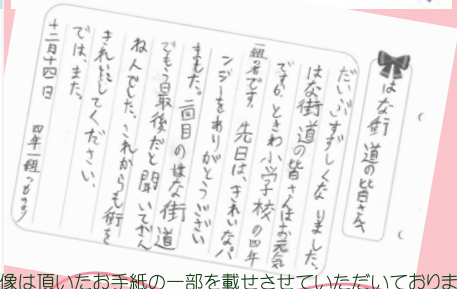 はな街道の皆さんへ
だいぶすずしくなりました。
はな街道の皆さんはお元気
ですか。ときわ小学校の四年
一組の者です。先日は、きれいなパ
ンジーをありがとうござい
ました。二回目のはな街道
でもう最後だと聞いてざん
ねんでした。これからも街を
きれいにしてください。
では、また。
十二月十四日
四年一組
像は頂いたお手紙の一部を載せさせていただいておりま